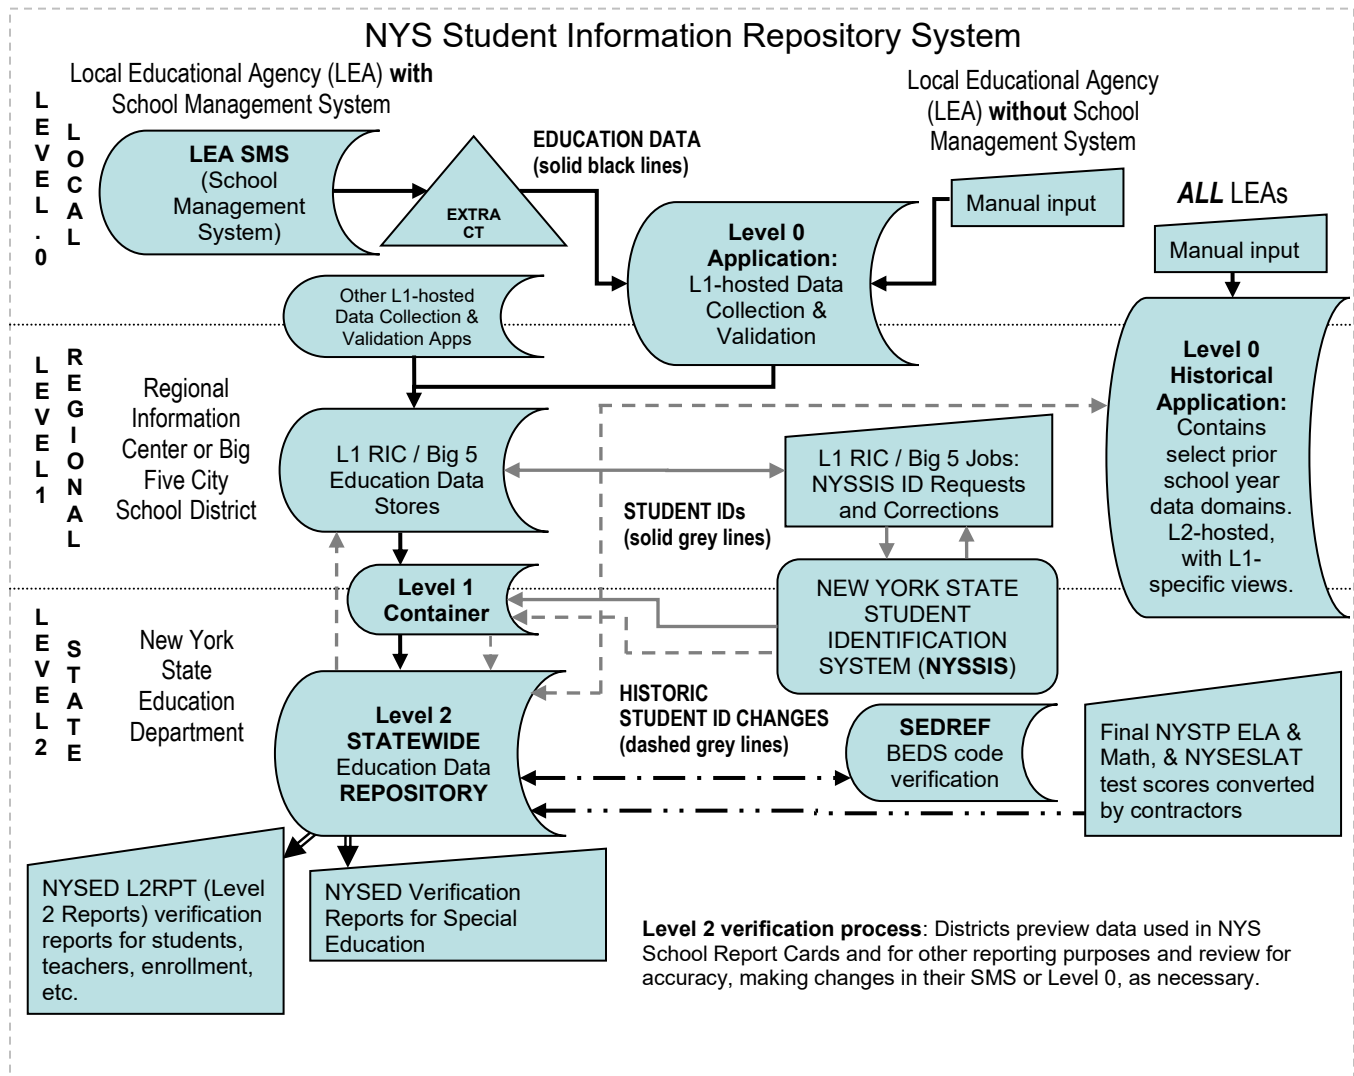 NYS Student Information Repository System
Local Educational Agency (LEA) with
School Management System
Local Educational Agency
(LEA) without School
Management System
LEVEL.0
LOCAL
LEA SMS
(School
Management
System)
EXTRA
CT
EDUCATION DATA
(solid black lines)
Level 0
Application:
L1-hosted Data
Collection &
Validation
Manual input
ALL LEAs
Manual input
Other L1-hosted
Data Collection &
Validation Apps
LEVEL1
REGIONAL
Regional
Information
Center or Big
Five City
School District
L1 RIC / Big 5
Education Data
Stores
STUDENT IDs
(solid grey lines)
L1 RIC / Big 5 Jobs:
NYSSIS ID Requests
and Corrections
Level 0
Historical
Application:
Contains
select prior
school year
data domains.
L2-hosted,
with L1-
specific views.
Level 1
Container
NEW YORK STATE
STUDENT
IDENTIFICATION
SYSTEM (NYSSIS)
LEVEL2
STATE
New York
State
Education
Department
Level 2
STATEWIDE
Education Data
REPOSITORY
HISTORIC
STUDENT ID CHANGES
(dashed grey lines)
SEDREF
BEDS code
verification
Final NYSTP ELA &
Math, & NYSESLAT
test scores converted
by contractors
NYSED L2RPT (Level
2 Reports) verification
reports for students,
teachers, enrollment,
etc.
NYSED Verification
Reports for Special
Education
Level 2 verification process: Districts preview data used in NYS
School Report Cards and for other reporting purposes and review for
accuracy, making changes in their SMS or Level 0, as necessary.